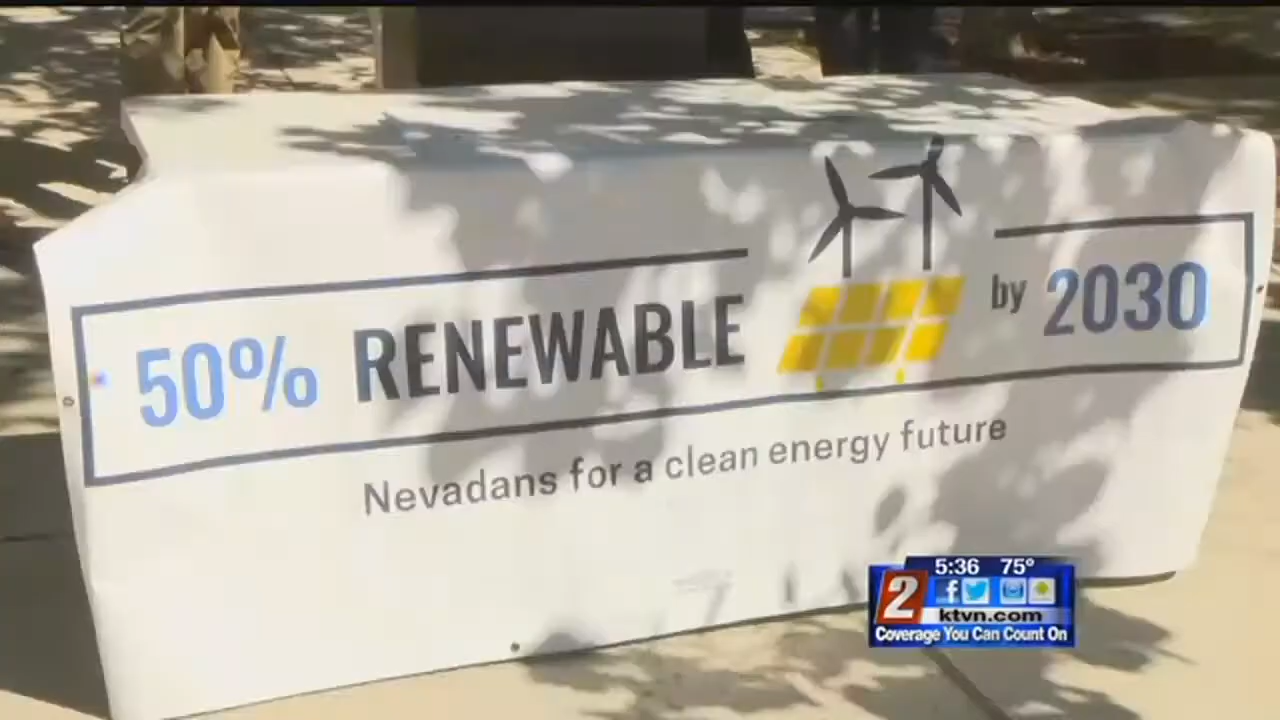 50% RENEWABLE by 2030
Nevadans for a clean energy future
5:36 75°
2
ktvn.com
Coverage You Can Count On